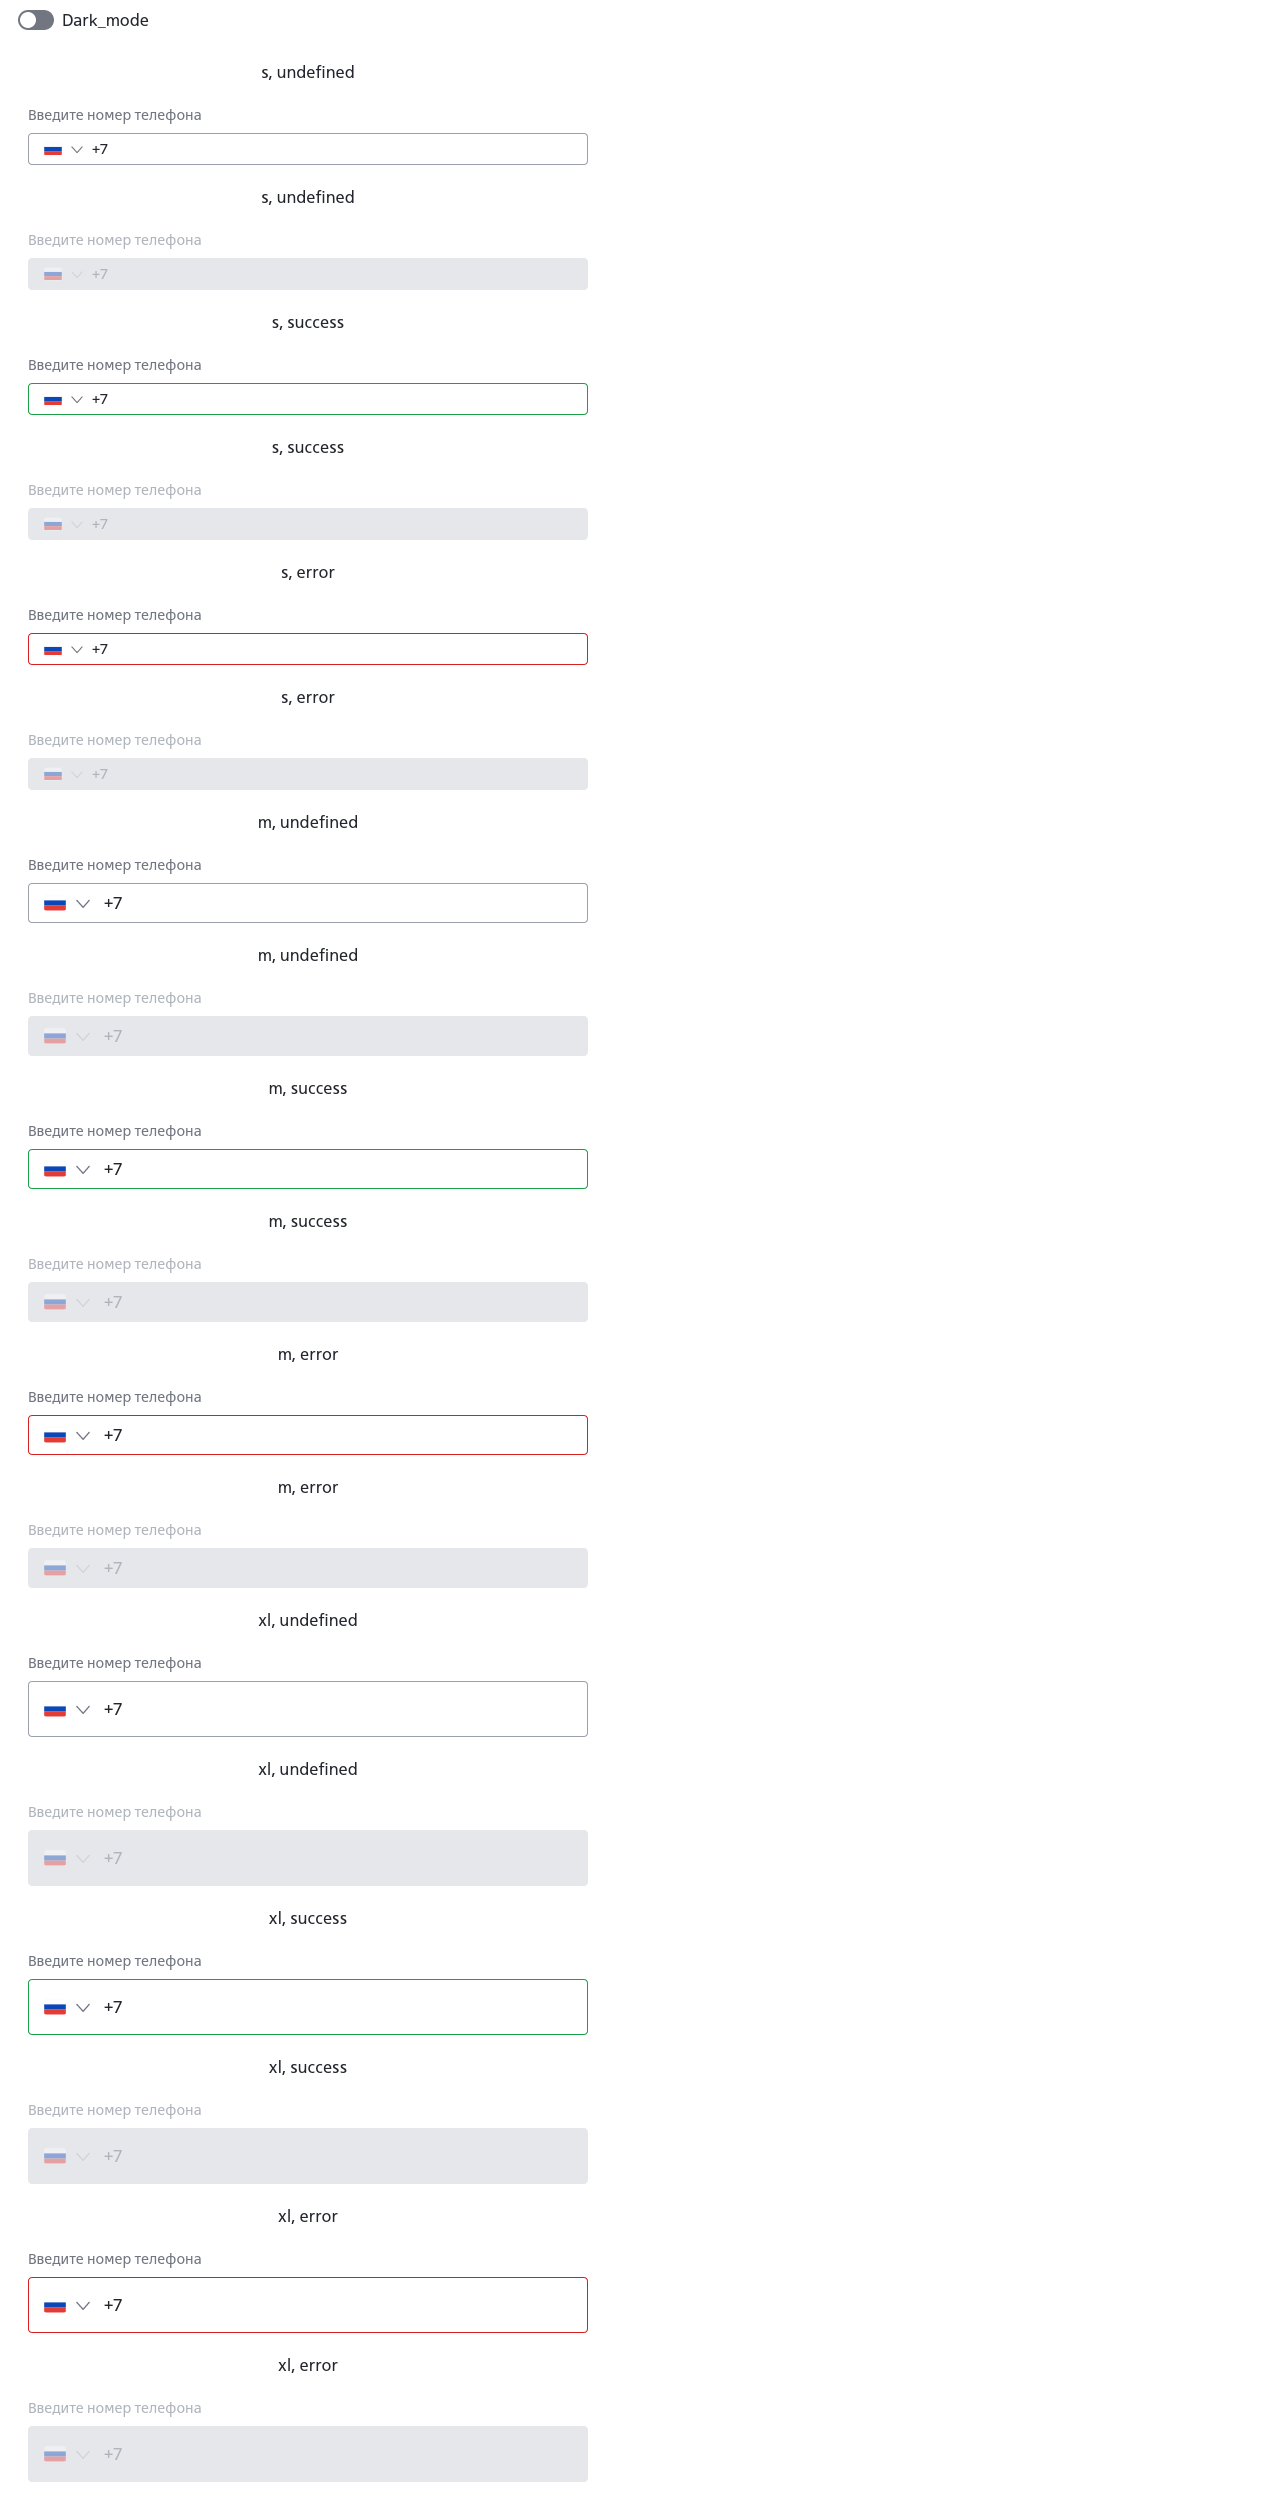 Dark_mode
s, undefined
Введите номер телефона
+7
s, undefined
Введите номер телефона
+7
s, success
Введите номер телефона
+7
s, success
Введите номер телефона
+7
s, error
Введите номер телефона
+7
s, error
Введите номер телефона
+7
m, undefined
Введите номер телефона
+7
m, undefined
Введите номер телефона
+7
m, success
Введите номер телефона
+7
m, success
Введите номер телефона
+7
m, error
Введите номер телефона
+7
m, error
Введите номер телефона
+7
xl, undefined
Введите номер телефона
+7
xl, undefined
Введите номер телефона
+7
xl, success
Введите номер телефона
+7
xl, success
Введите номер телефона
+7
xl, error
Введите номер телефона
+7
xl, error
Введите номер телефона
+7